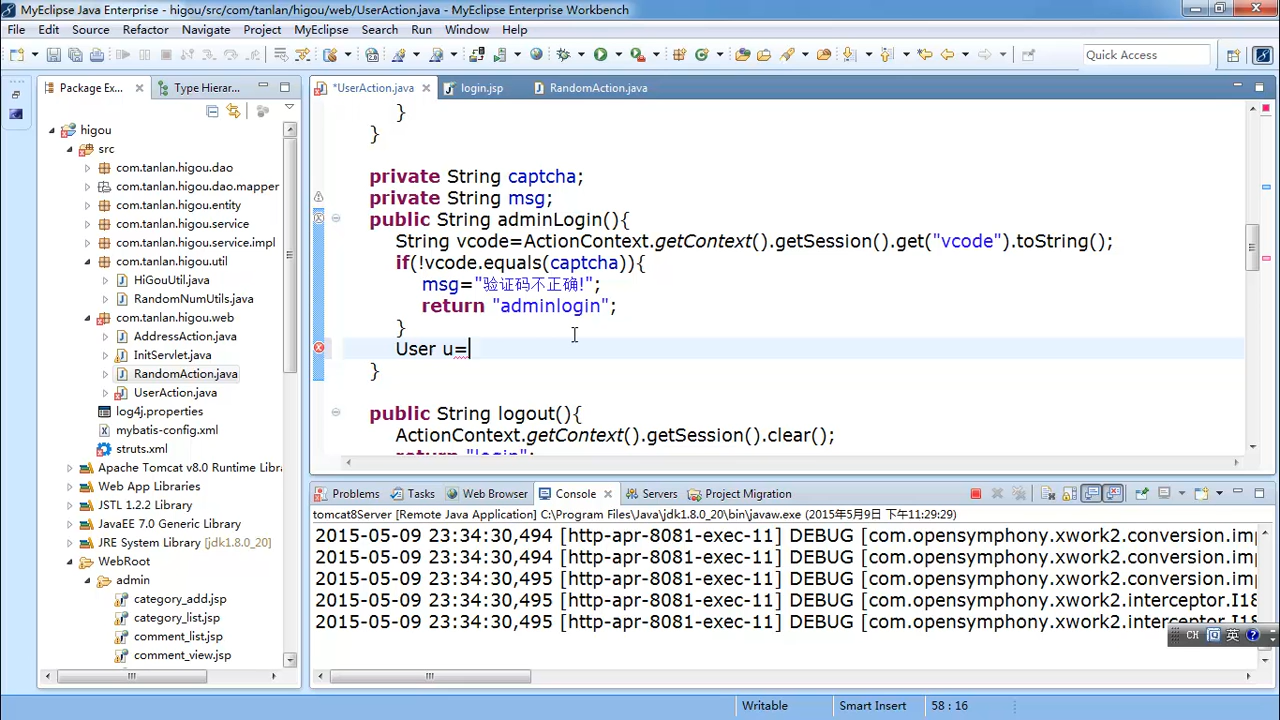 MyEclipse Java Enterprise - higou/src/com/tanlan/higou/web/UserAction.java - MyEclipse Enterprise Workbench
File Edit Source Refactor Navigate Project MyEclipse Search Run Window Help
Quick Access
Package Ex... Type Hierar...
*UserAction.java login.jsp RandomAction.java
higou
src
com.tanlan.higou.dao
com.tanlan.higou.dao.mapper
com.tanlan.higou.entity
com.tanlan.higou.service
com.tanlan.higou.service.impl
com.tanlan.higou.util
HiGouUtil.java
RandomNumUtils.java
com.tanlan.higou.web
AddressAction.java
InitServlet.java
RandomAction.java
UserAction.java
log4j.properties
mybatis-config.xml
struts.xml
Apache Tomcat v8.0 Runtime Libra
Web App Libraries
JSTL 1.2.2 Library
JavaEE 7.0 Generic Library
JRE System Library [jdk1.8.0_20]
WebRoot
admin
category_add.jsp
category_list.jsp
comment_list.jsp
comment_view.jsp
}
}
private String captcha;
private String msg;
public String adminLogin(){
String vcode=ActionContext.getContext().getSession().get("vcode").toString();
if(!vcode.equals(captcha)){
msg="验证码不正确!";
return "adminlogin";
}
User u=
}
public String logout(){
ActionContext.getContext().getSession().clear();
return "login";
Problems Tasks Web Browser Console Servers Project Migration
tomcat8Server [Remote Java Application] C:\Program Files\Java\jdk1.8.0_20\bin\javaw.exe (2015年5月9日 下午11:29:29)
2015-05-09 23:34:30,494 [http-apr-8081-exec-11] DEBUG [com.opensymphony.xwork2.conversion.imp
2015-05-09 23:34:30,494 [http-apr-8081-exec-11] DEBUG [com.opensymphony.xwork2.conversion.imp
2015-05-09 23:34:30,495 [http-apr-8081-exec-11] DEBUG [com.opensymphony.xwork2.conversion.imp
2015-05-09 23:34:30,495 [http-apr-8081-exec-11] DEBUG [com.opensymphony.xwork2.interceptor.I18
2015-05-09 23:34:30,495 [http-apr-8081-exec-11] DEBUG [com.opensymphony.xwork2.interceptor.I18
CH 英
Writable Smart Insert 58 : 16